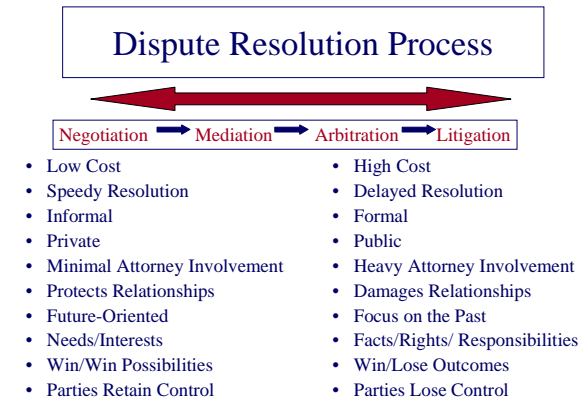 Dispute Resolution Process
Negotiation Mediation Arbitration Litigation
• Low Cost
• Speedy Resolution
• Informal
• Private
• Minimal Attorney Involvement
• Protects Relationships
• Future-Oriented
• Needs/Interests
• Win/Win Possibilities
• Parties Retain Control
• High Cost
• Delayed Resolution
• Formal
• Public
• Heavy Attorney Involvement
• Damages Relationships
• Focus on the Past
• Facts/Rights/ Responsibilities
• Win/Lose Outcomes
• Parties Lose Control